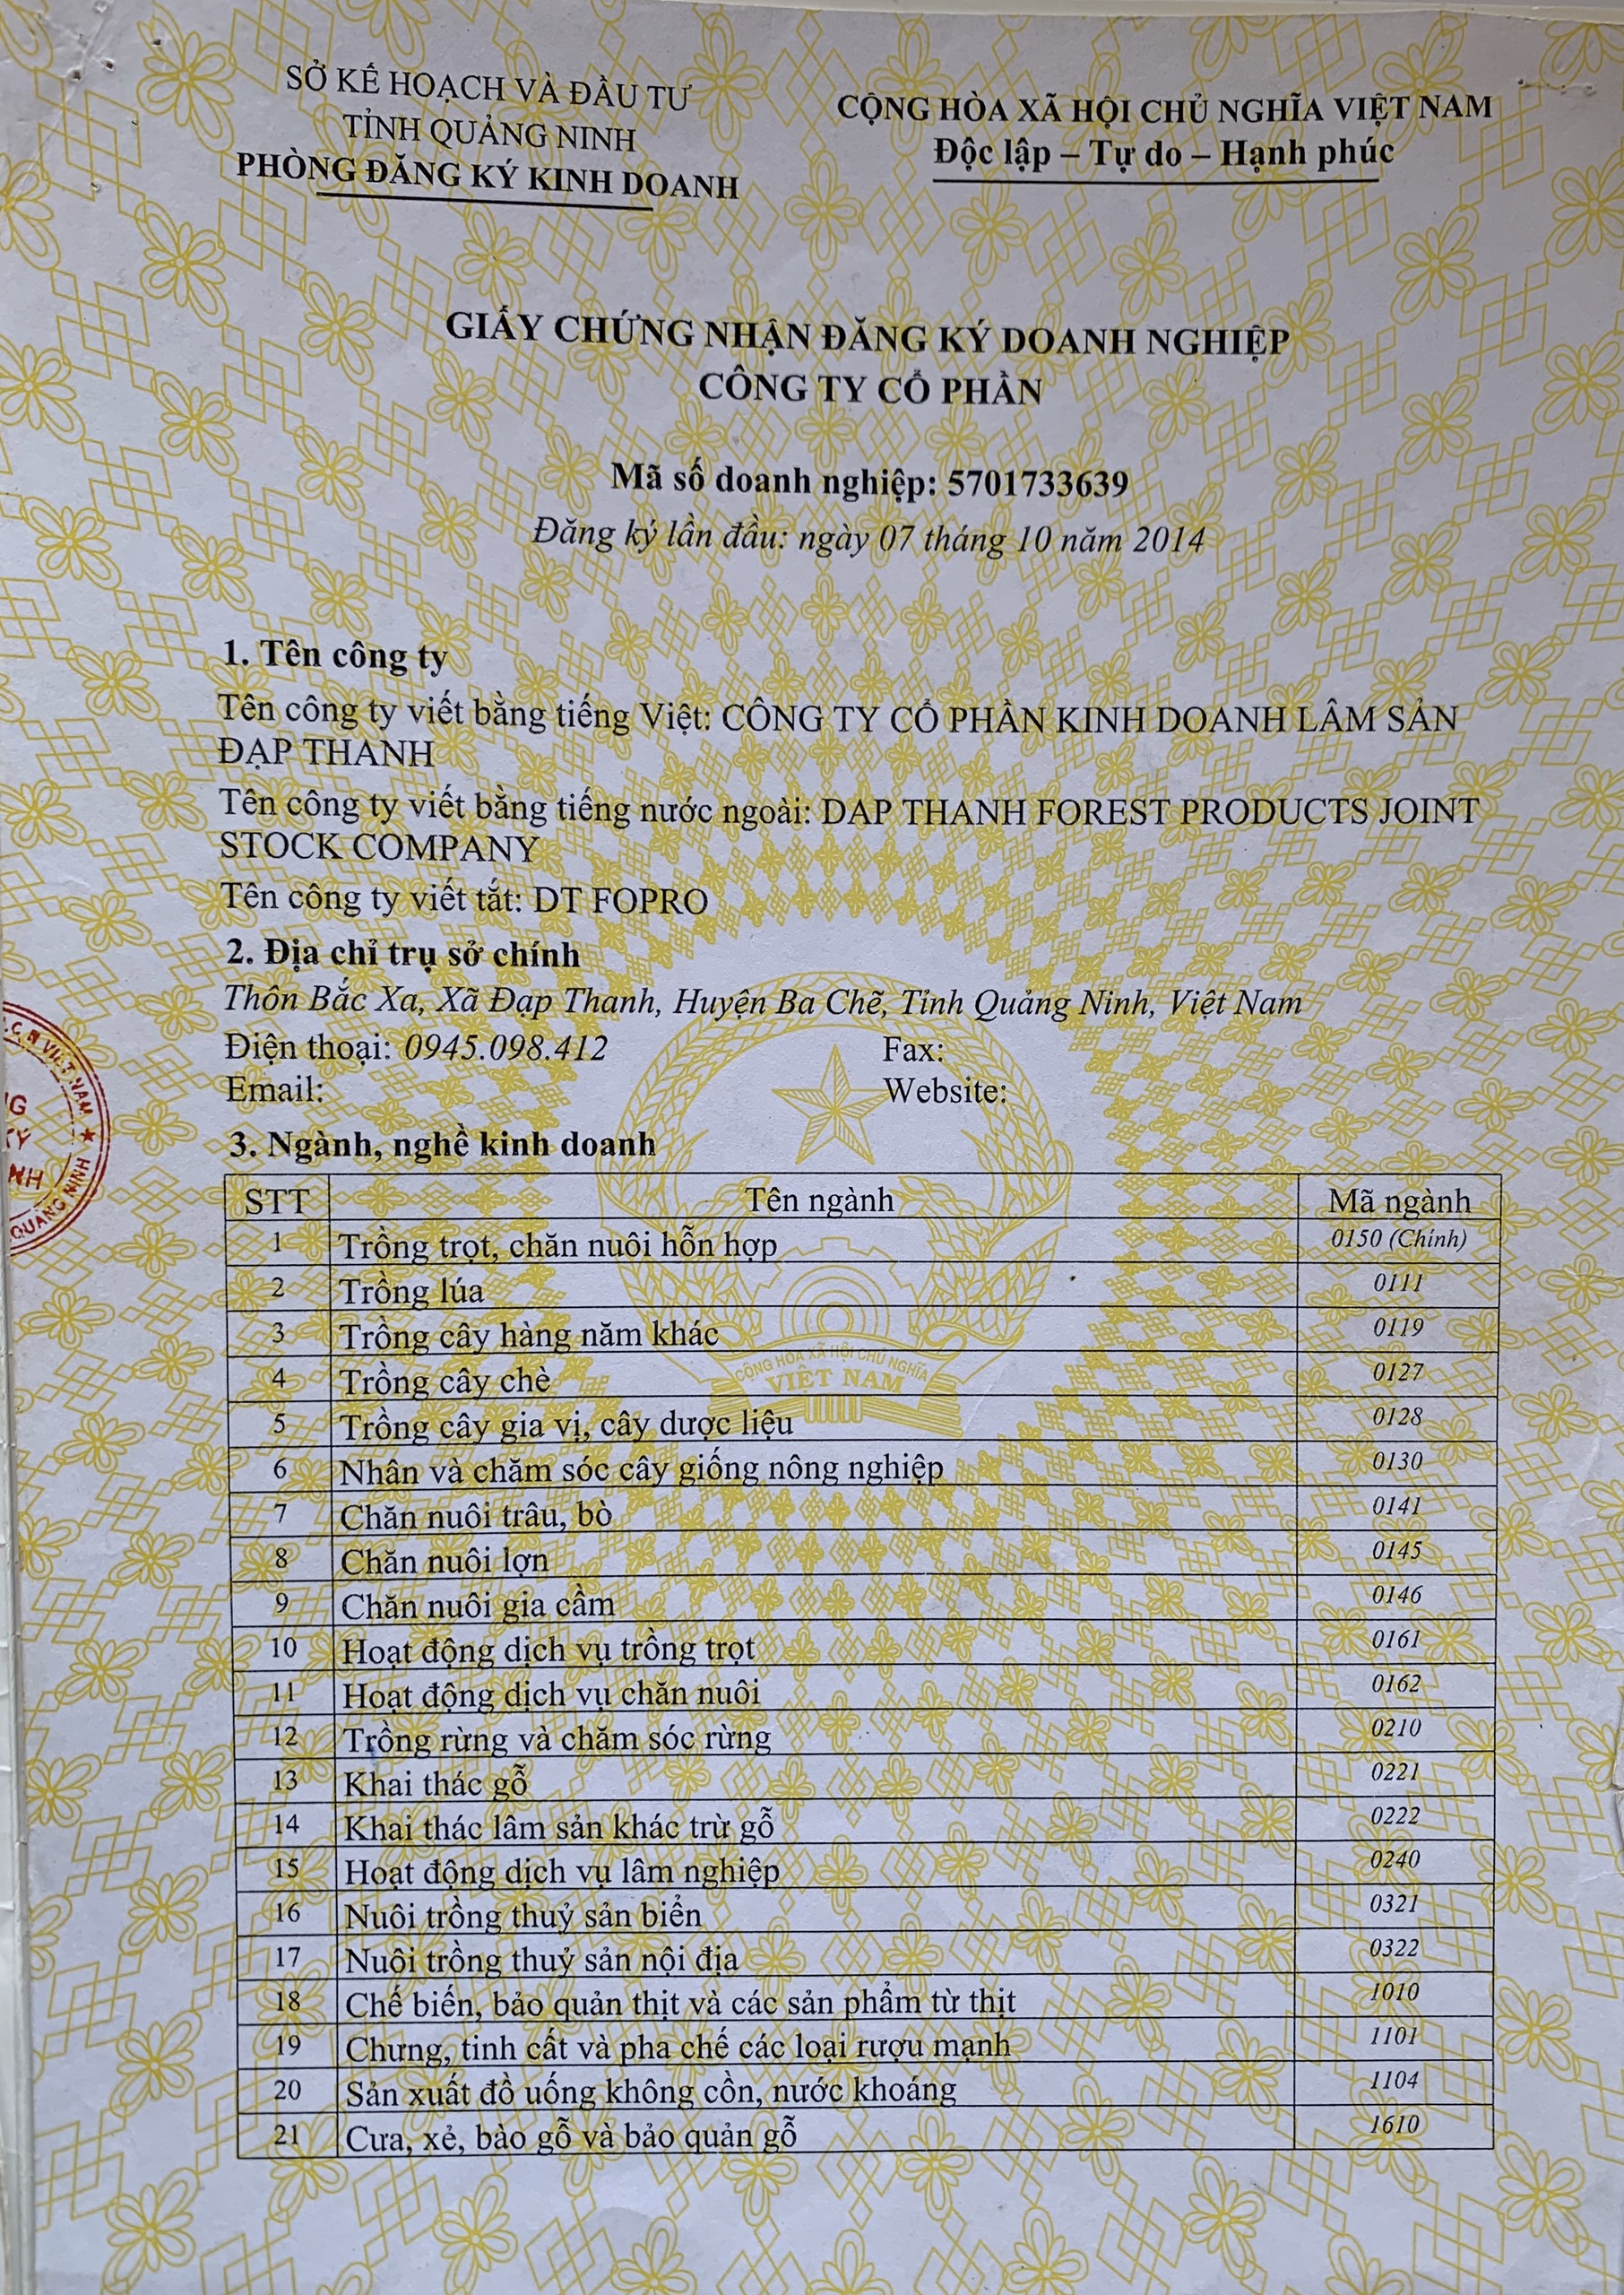 SỞ KẾ HOẠCH VÀ ĐẦU TƯ
TỈNH QUẢNG NINH
PHÒNG ĐĂNG KÝ KINH DOANH
CỘNG HÒA XÃ HỘI CHỦ NGHĨA VIỆT NAM
Độc lập – Tự do – Hạnh phúc
GIẤY CHỨNG NHẬN ĐĂNG KÝ DOANH NGHIỆP
CÔNG TY CỔ PHẦN
Mã số doanh nghiệp: 5701733639
Đăng ký lần đầu: ngày 07 tháng 10 năm 2014
1. Tên công ty
Tên công ty viết bằng tiếng Việt: CÔNG TY CỔ PHẦN KINH DOANH LÂM SẢN
ĐẠP THANH
Tên công ty viết bằng tiếng nước ngoài: DAP THANH FOREST PRODUCTS JOINT
STOCK COMPANY
Tên công ty viết tắt: DT FOPRO
2. Địa chỉ trụ sở chính
Thôn Bắc Xa, Xã Đạp Thanh, Huyện Ba Chẽ, Tỉnh Quảng Ninh, Việt Nam
Điện thoại: 0945.098.412 Fax:
Email: Website:
3. Ngành, nghề kinh doanh
STT Tên ngành Mã ngành
1 Trồng trọt, chăn nuôi hỗn hợp 0150 (Chính)
2 Trồng lúa 0111
3 Trồng cây hàng năm khác 0119
4 Trồng cây chè 0127
5 Trồng cây gia vị, cây dược liệu 0128
6 Nhân và chăm sóc cây giống nông nghiệp 0130
7 Chăn nuôi trâu, bò 0141
8 Chăn nuôi lợn 0145
9 Chăn nuôi gia cầm 0146
10 Hoạt động dịch vụ trồng trọt 0161
11 Hoạt động dịch vụ chăn nuôi 0162
12 Trồng rừng và chăm sóc rừng 0210
13 Khai thác gỗ 0221
14 Khai thác lâm sản khác trừ gỗ 0222
15 Hoạt động dịch vụ lâm nghiệp 0240
16 Nuôi trồng thuỷ sản biển 0321
17 Nuôi trồng thuỷ sản nội địa 0322
18 Chế biến, bảo quản thịt và các sản phẩm từ thịt 1010
19 Chưng, tinh cất và pha chế các loại rượu mạnh 1101
20 Sản xuất đồ uống không cồn, nước khoáng 1104
21 Cưa, xẻ, bào gỗ và bảo quản gỗ 1610
CỘNG HÒA XÃ HỘI CHỦ NGHĨA
VIỆT NAM
VIỆT NAM ★
QUẢNG NINH